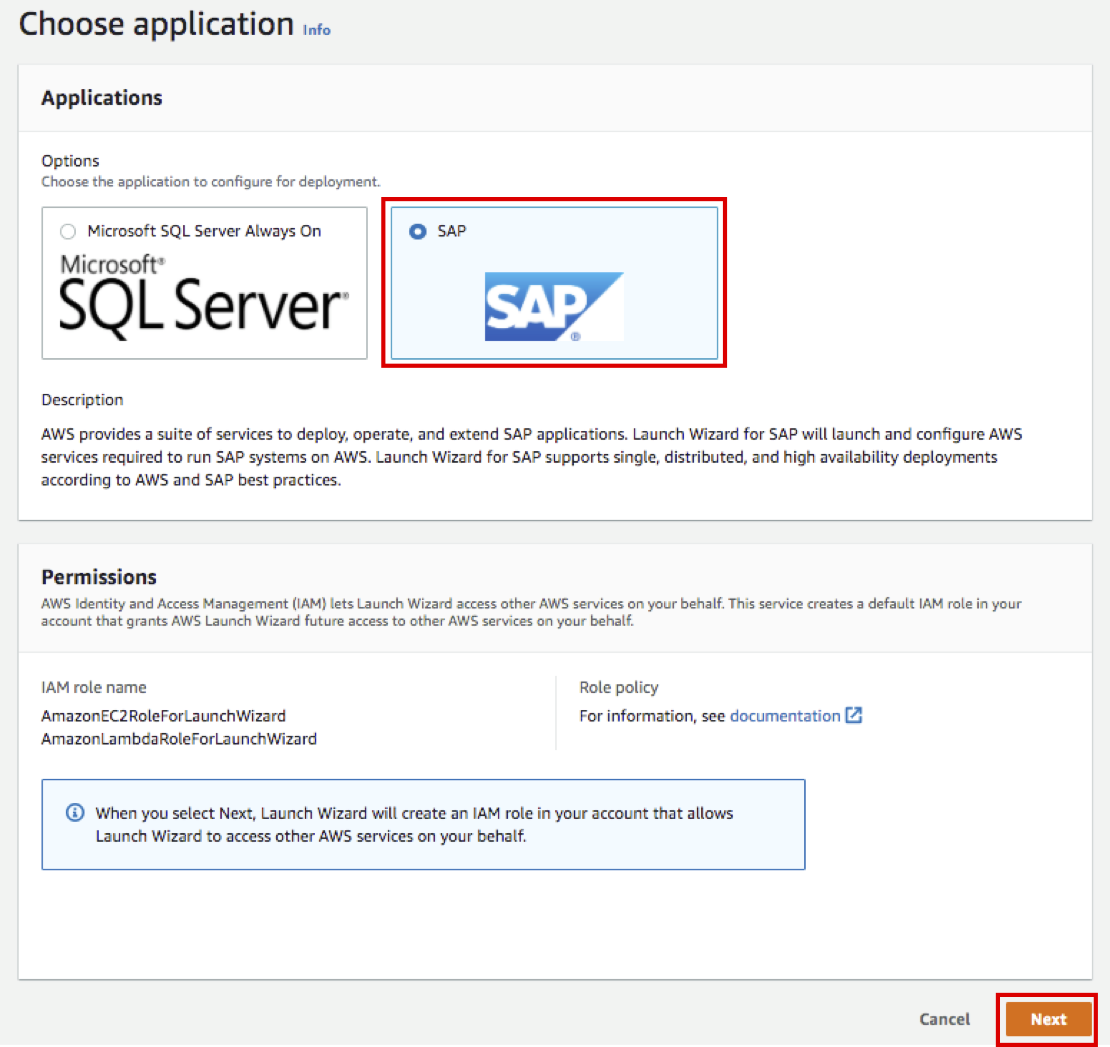 Choose application Info
Applications
Options
Choose the application to configure for deployment.
Microsoft SQL Server Always On
Microsoft®
SQL Server®
SAP
SAP®
Description
AWS provides a suite of services to deploy, operate, and extend SAP applications. Launch Wizard for SAP will launch and configure AWS
services required to run SAP systems on AWS. Launch Wizard for SAP supports single, distributed, and high availability deployments
according to AWS and SAP best practices.
Permissions
AWS Identity and Access Management (IAM) lets Launch Wizard access other AWS services on your behalf. This service creates a default IAM role in your
account that grants AWS Launch Wizard future access to other AWS services on your behalf.
IAM role name
AmazonEC2RoleForLaunchWizard
AmazonLambdaRoleForLaunchWizard
Role policy
For information, see documentation
When you select Next, Launch Wizard will create an IAM role in your account that allows
Launch Wizard to access other AWS services on your behalf.
Cancel
Next